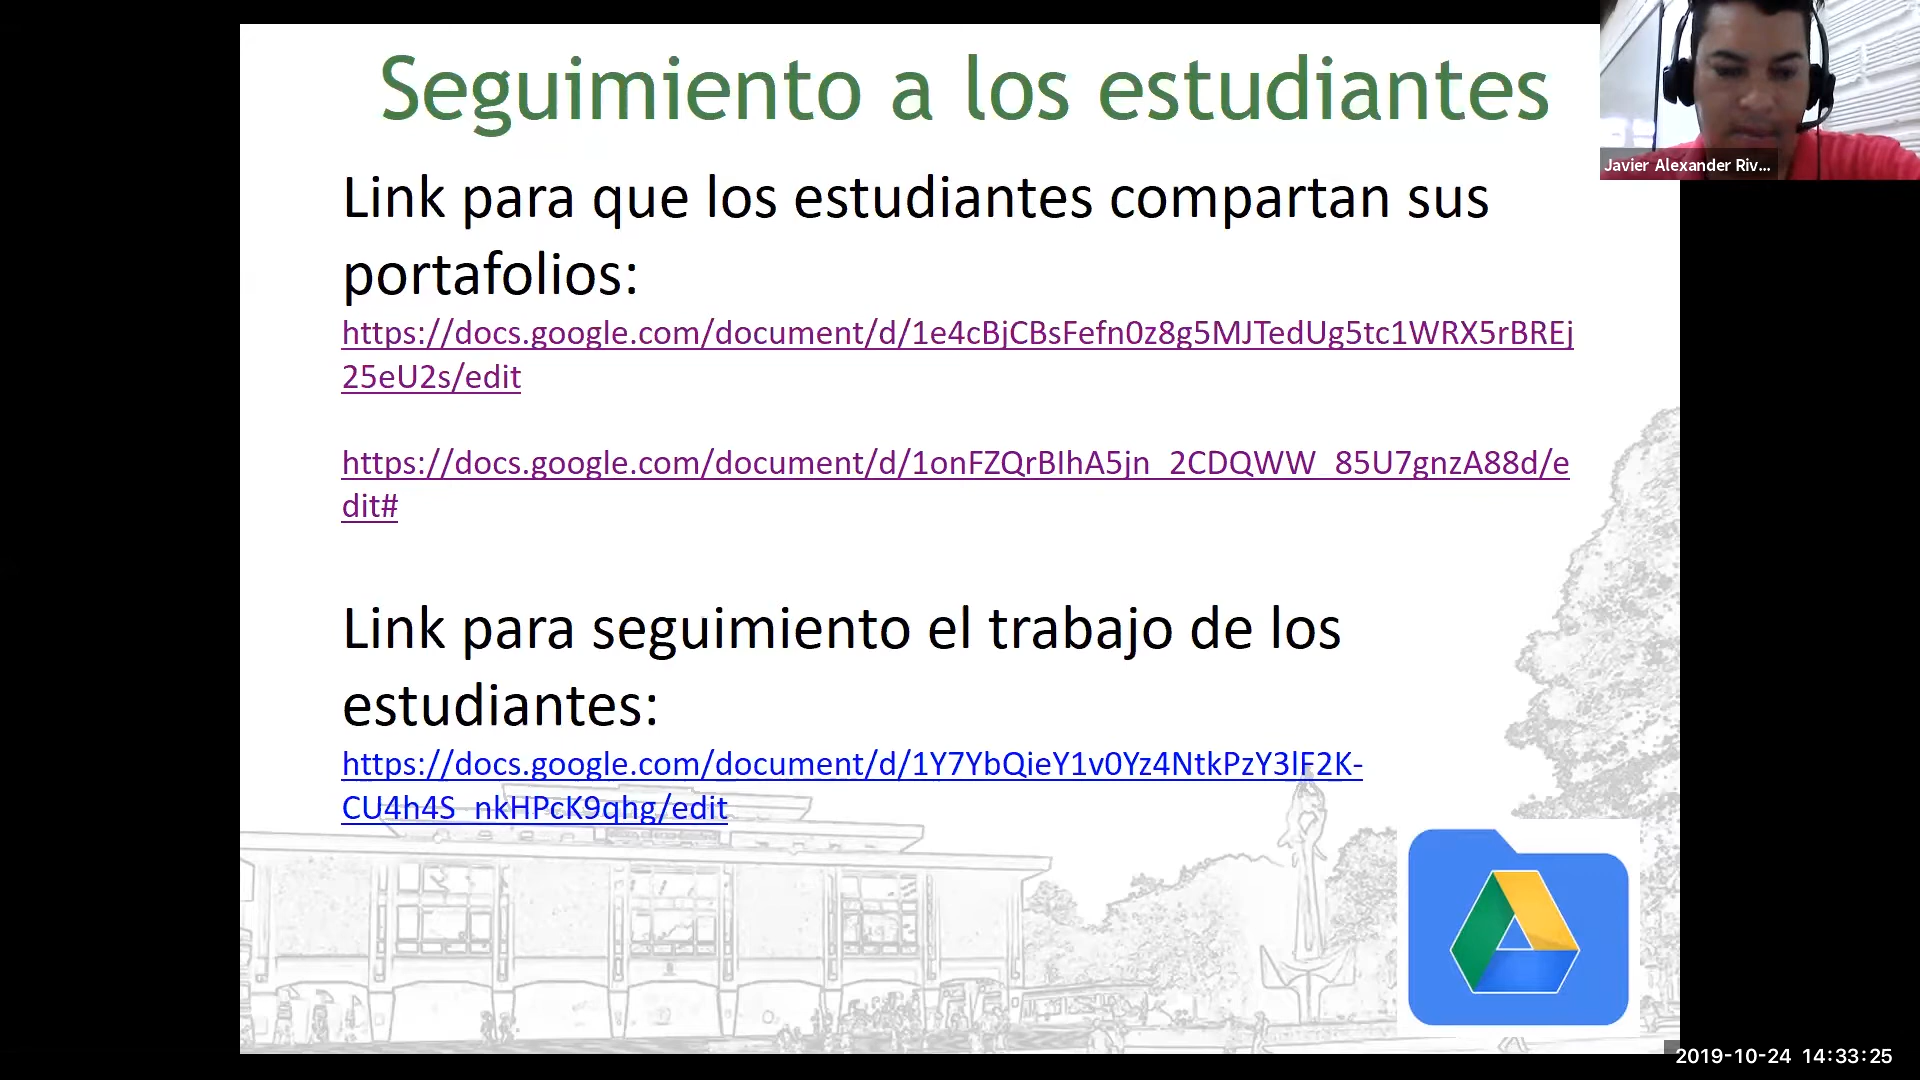 Seguimiento a los estudiantes
Javier Alexander Riv...
Link para que los estudiantes compartan sus
portafolios:
https://docs.google.com/document/d/1e4cBjCBsFefn0z8g5MJTedUg5tc1WRX5rBREj
25eU2s/edit
https://docs.google.com/document/d/1onFZQrBIhA5jn_2CDQWW_85U7gnzA88d/e
dit#
Link para seguimiento el trabajo de los
estudiantes:
https://docs.google.com/document/d/1Y7YbQieY1v0Yz4NtkPzY3lF2K-
CU4h4S_nkHPcK9qhg/edit
2019-10-24 14:33:25